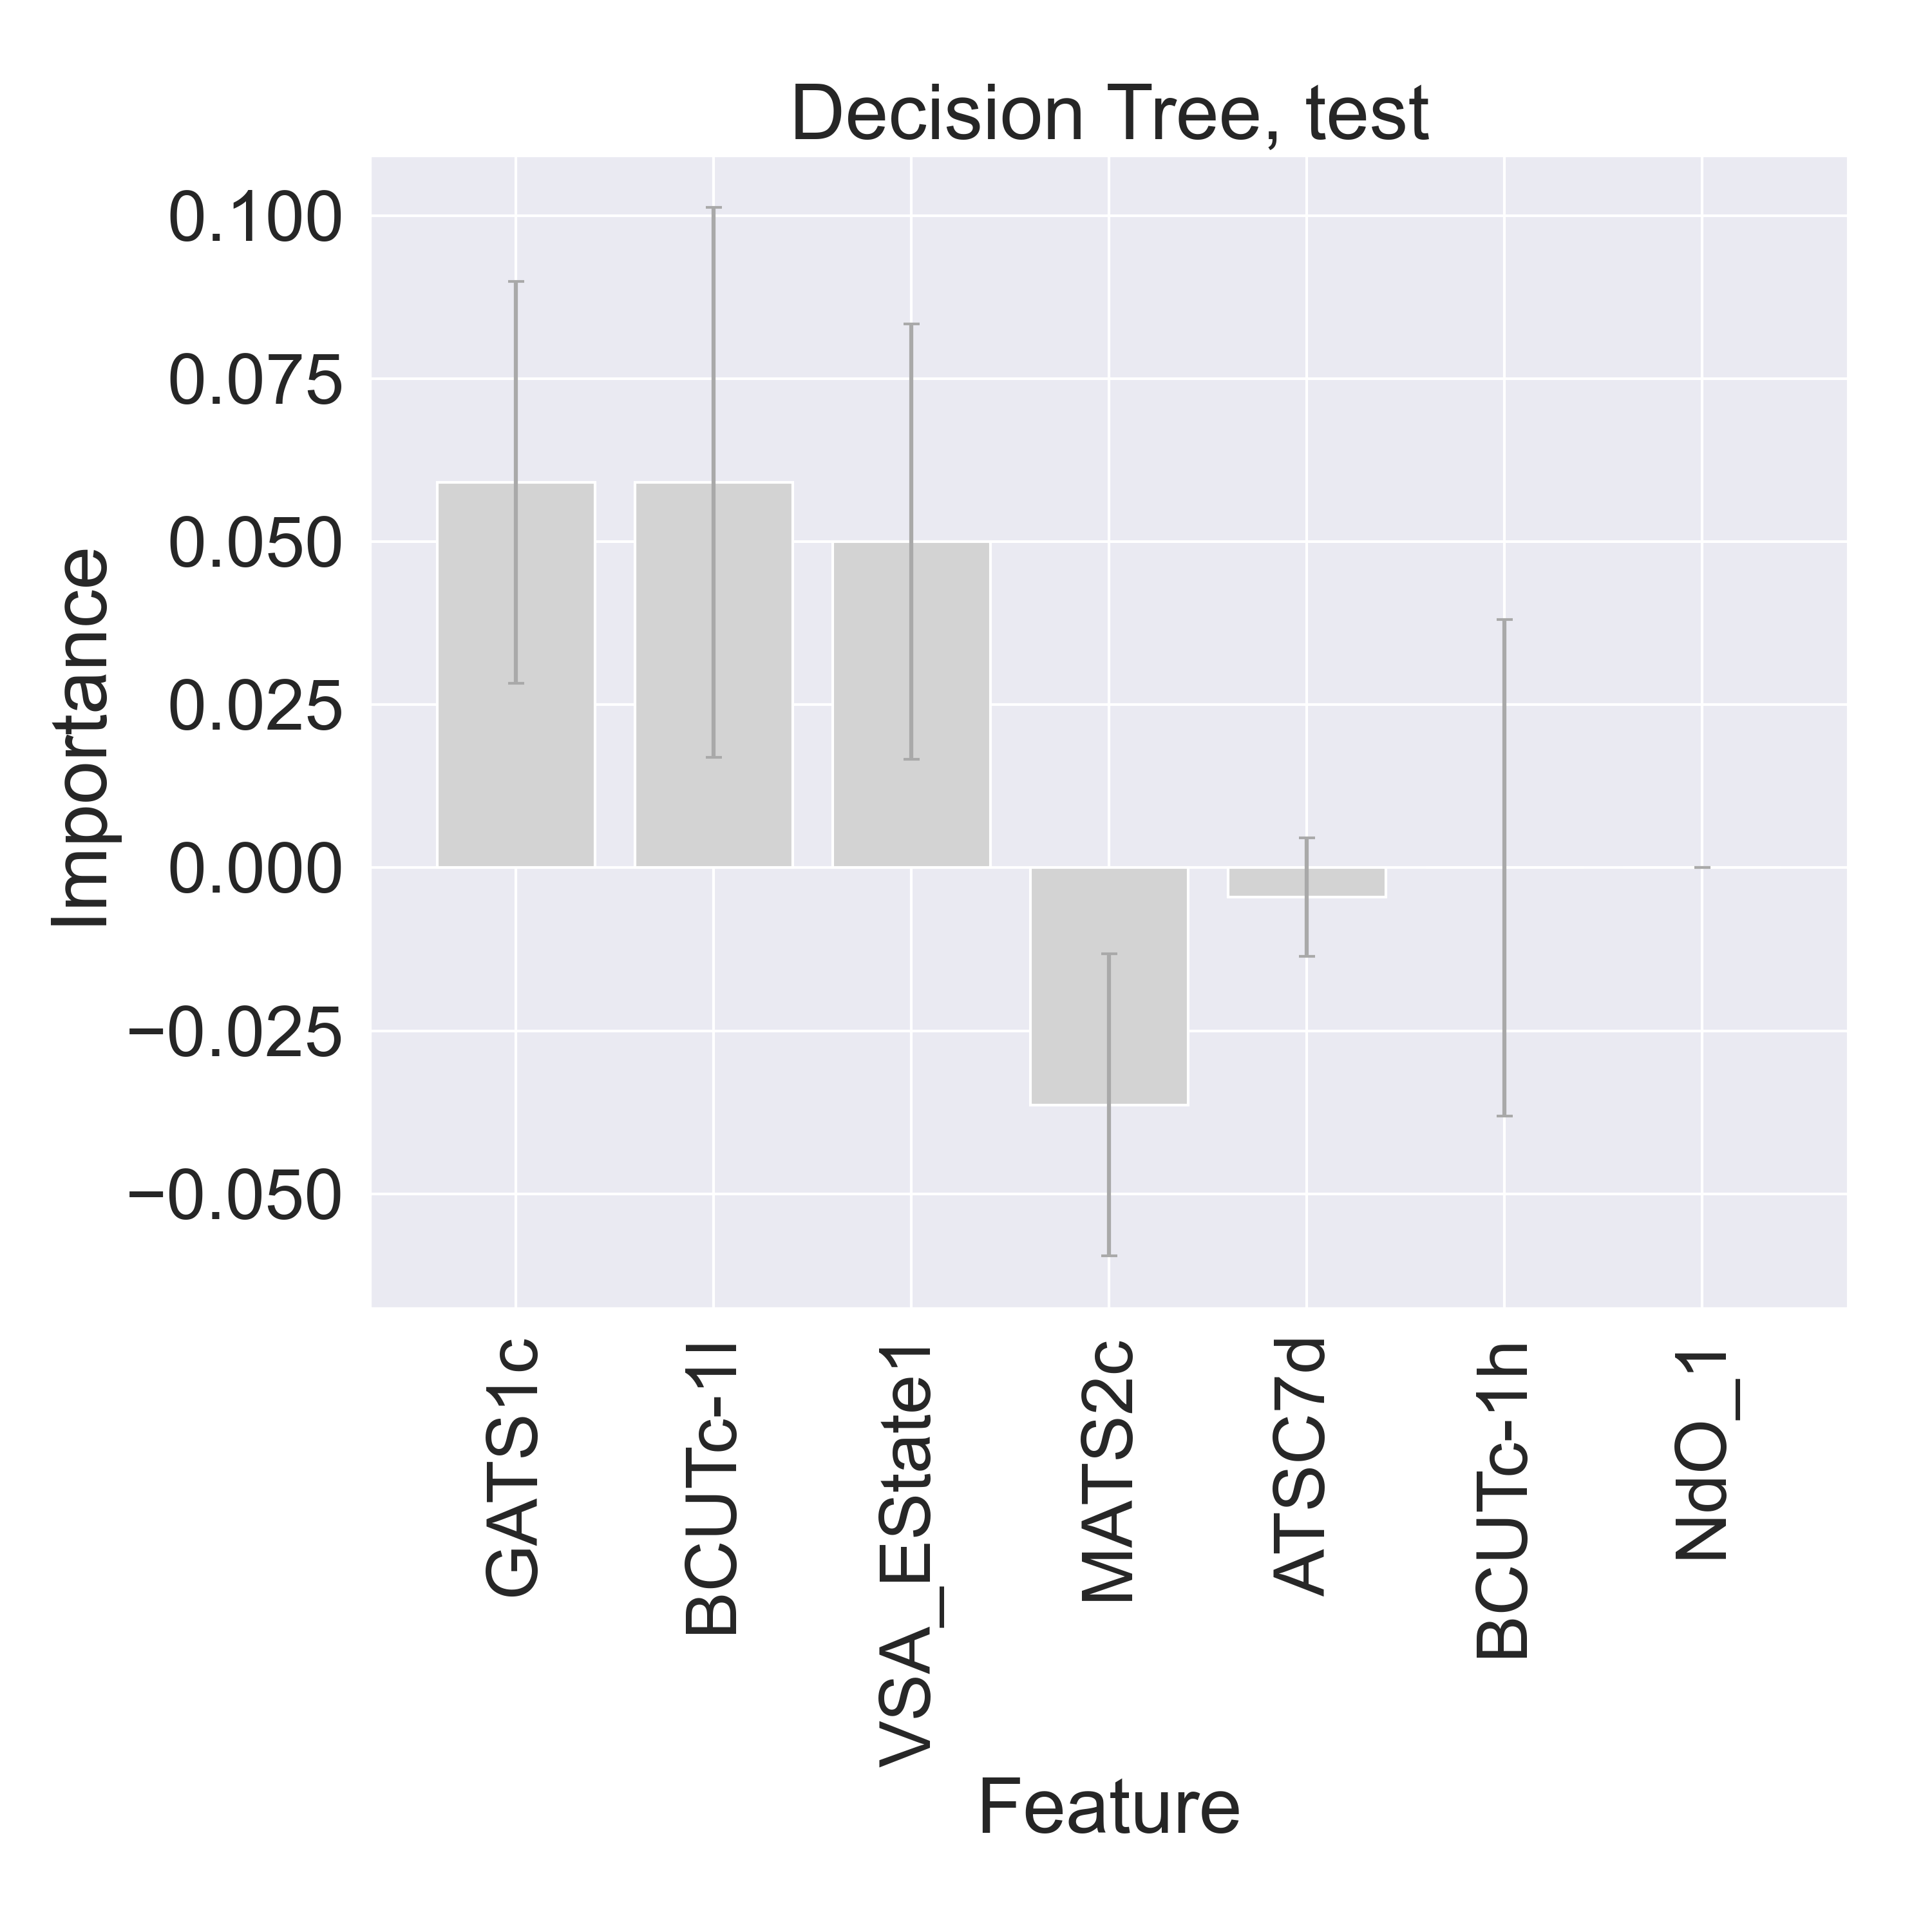 Decision Tree, test
0.100
0.075
0.050
0.025
0.000
−0.025
−0.050
Importance
GATS1c
BCUTc-1l
VSA_EState1
MATS2c
ATSC7d
BCUTc-1h
NdO_1
Feature